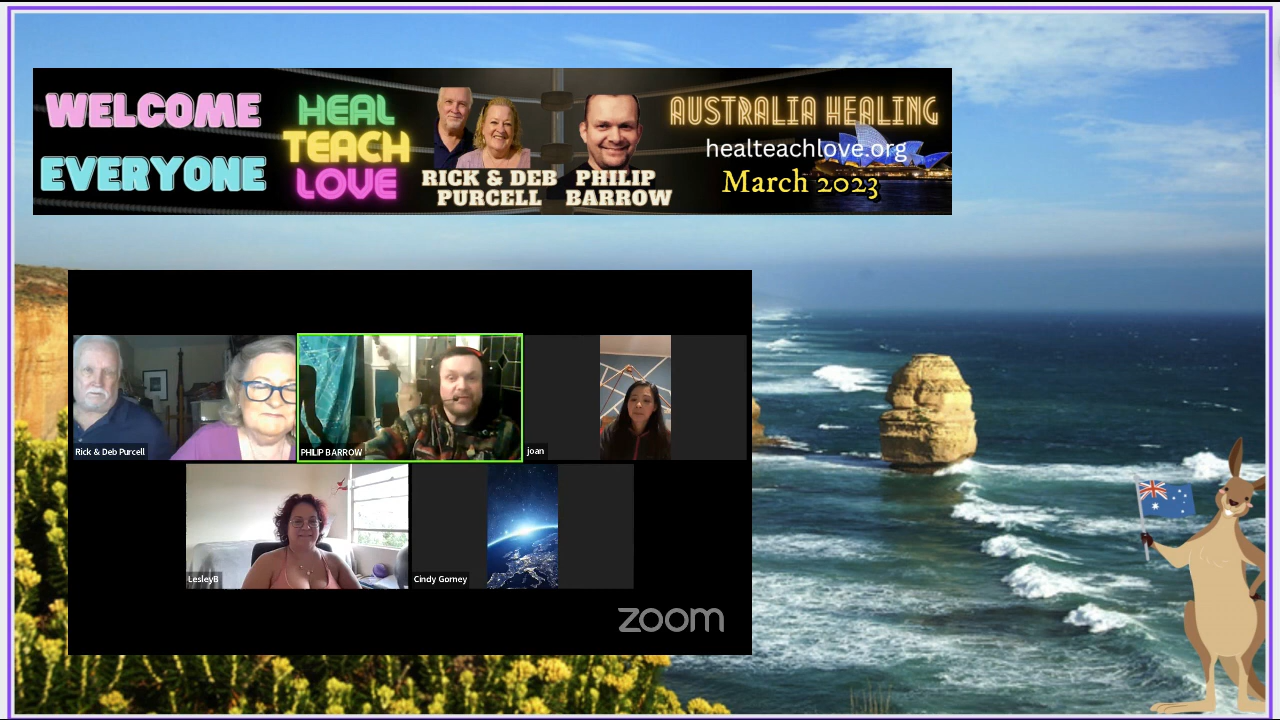 WELCOME
EVERYONE
HEAL
TEACH
LOVE
RICK & DEB
PURCELL
PHILIP
BARROW
AUSTRALIA HEALING
healteachlove.org
March 2023
Rick & Deb Purcell
PHILIP BARROW
joan
LesleyB
Cindy Gorney
zoom